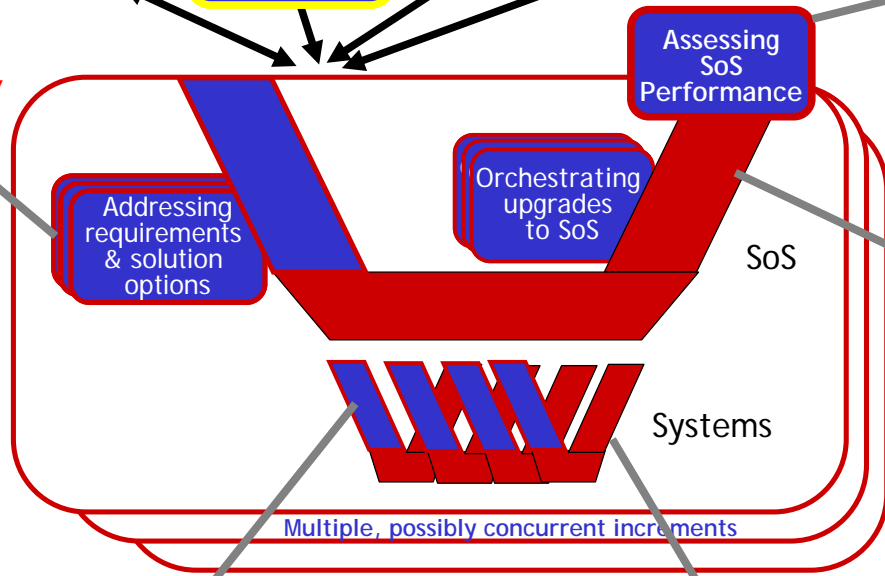 Assessing
SoS
Performance
Addressing
requirements
& solution
options
Orchestrating
upgrades
to SoS
SoS
Systems
Multiple, possibly concurrent increments